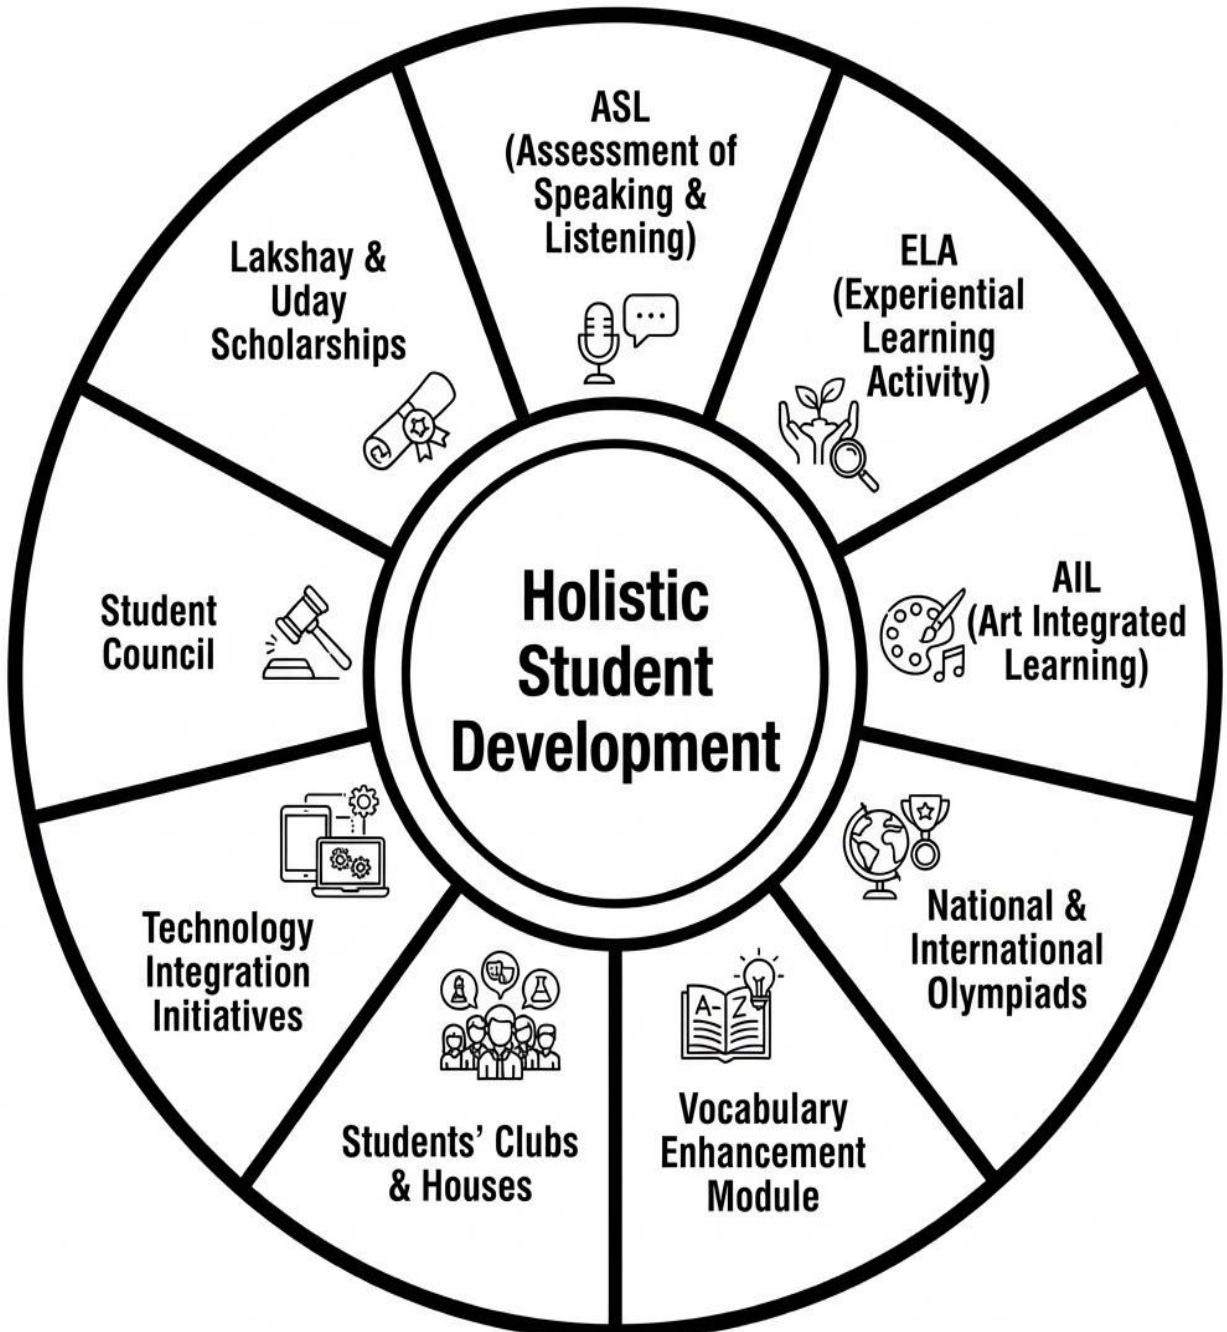 ASL
(Assessment of
Speaking &
Listening)
ELA
(Experiential
Learning
Activity)
AIL
(Art Integrated
Learning)
National &
International
Olympiads
Vocabulary
Enhancement
Module
A-Z
Students’ Clubs
& Houses
Technology
Integration
Initiatives
Student
Council
Lakshay &
Uday
Scholarships
Holistic
Student
Development